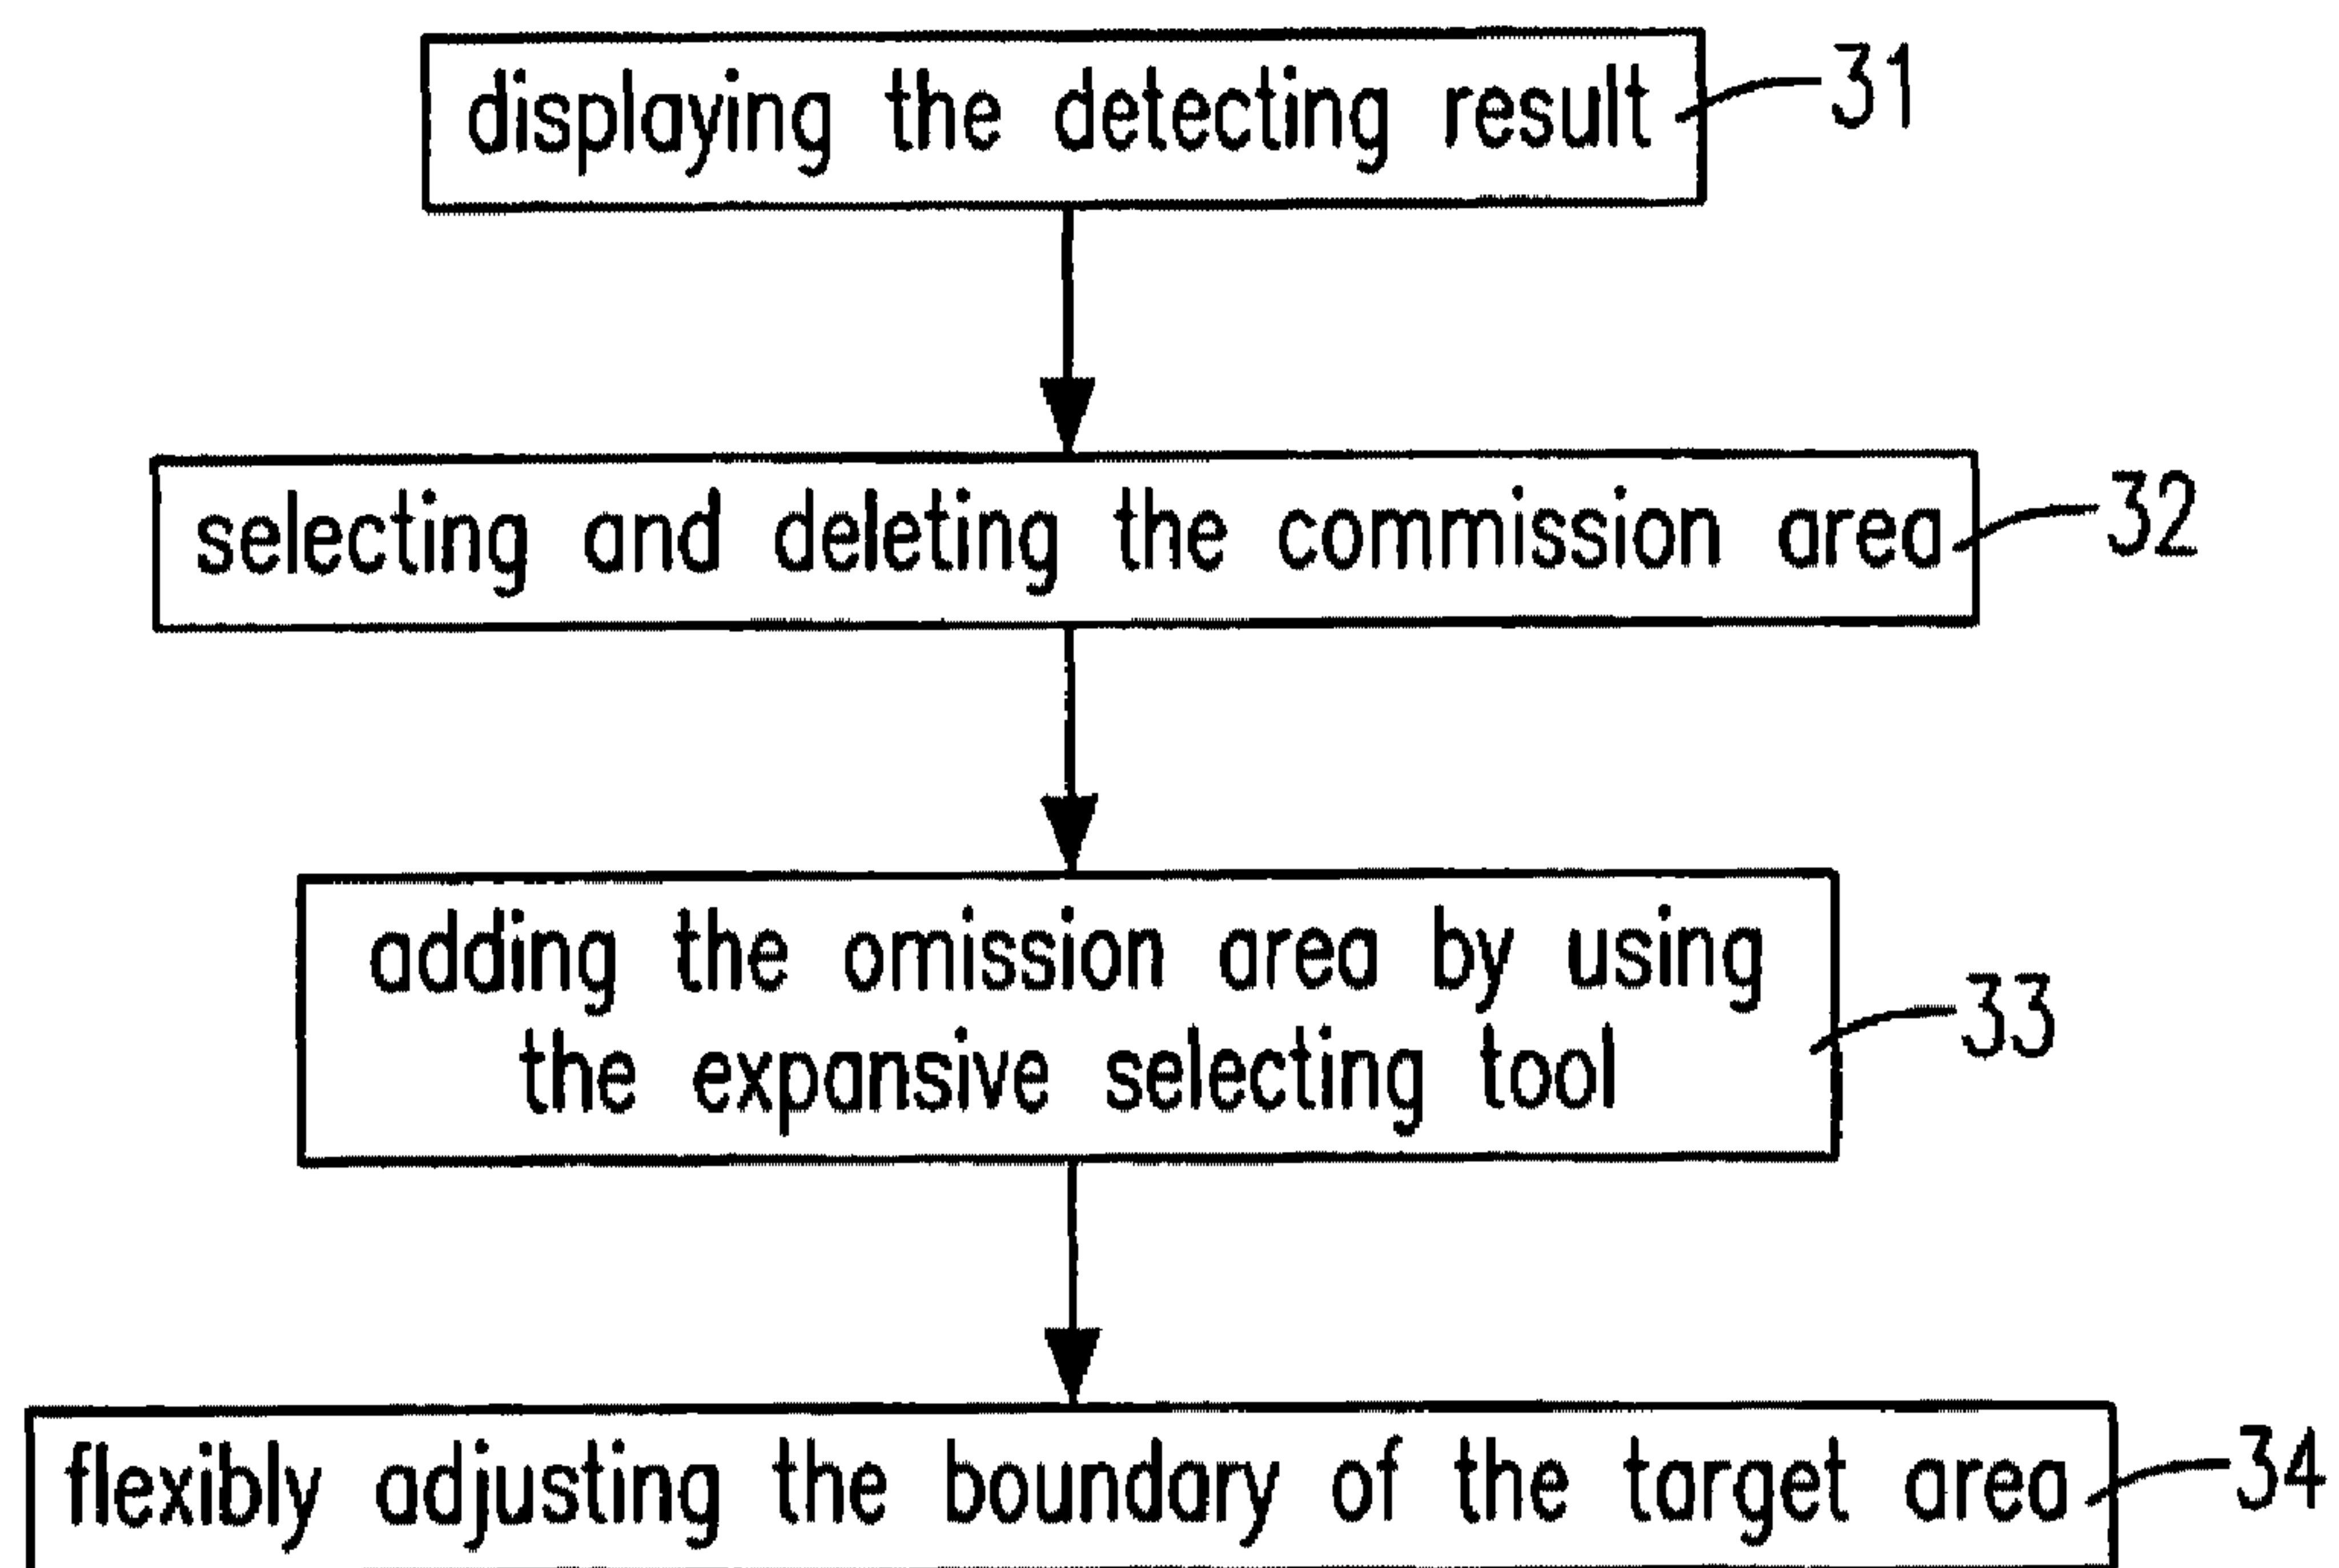 displaying the detecting result
31
selecting and deleting the commission area
32
adding the omission area by using
the expansive selecting tool
33
flexibly adjusting the boundary of the target area
34